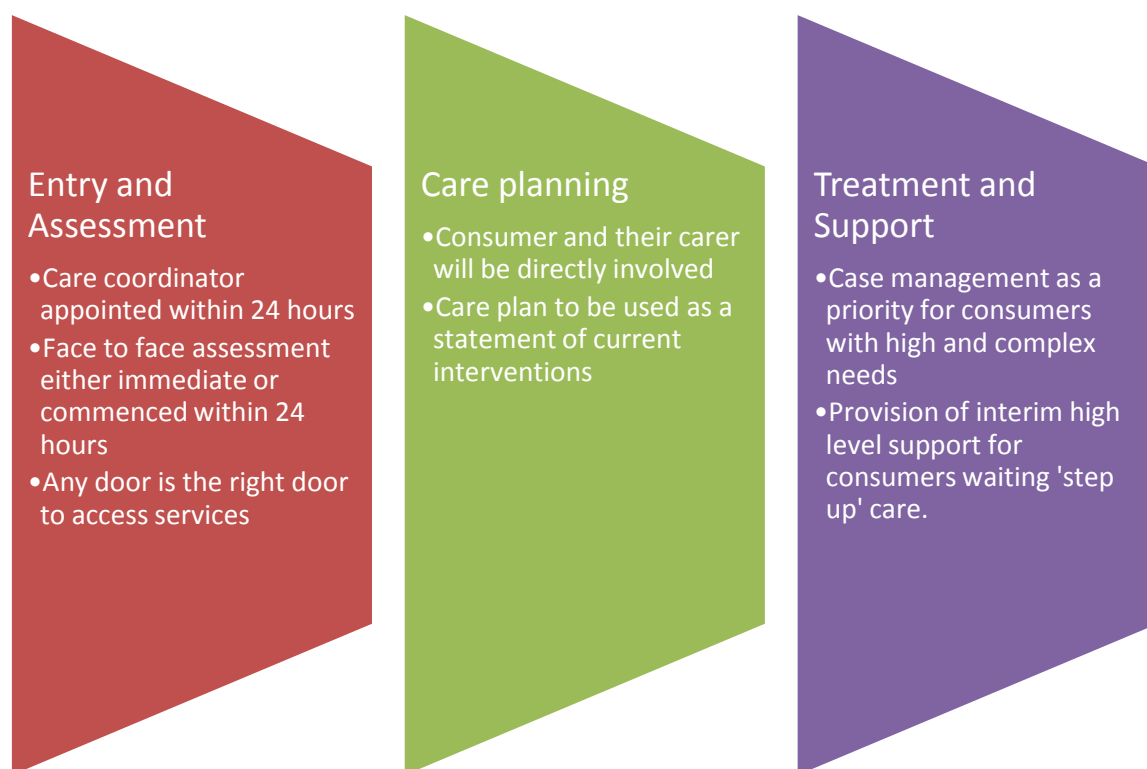 Entry and
Assessment
•Care coordinator
appointed within 24 hours
•Face to face assessment
either immediate or
commenced within 24
hours
•Any door is the right door
to access services
Care planning
•Consumer and their carer
will be directly involved
•Care plan to be used as a
statement of current
interventions
Treatment and
Support
•Case management as a
priority for consumers
with high and complex
needs
•Provision of interim high
level support for
consumers waiting 'step
up' care.